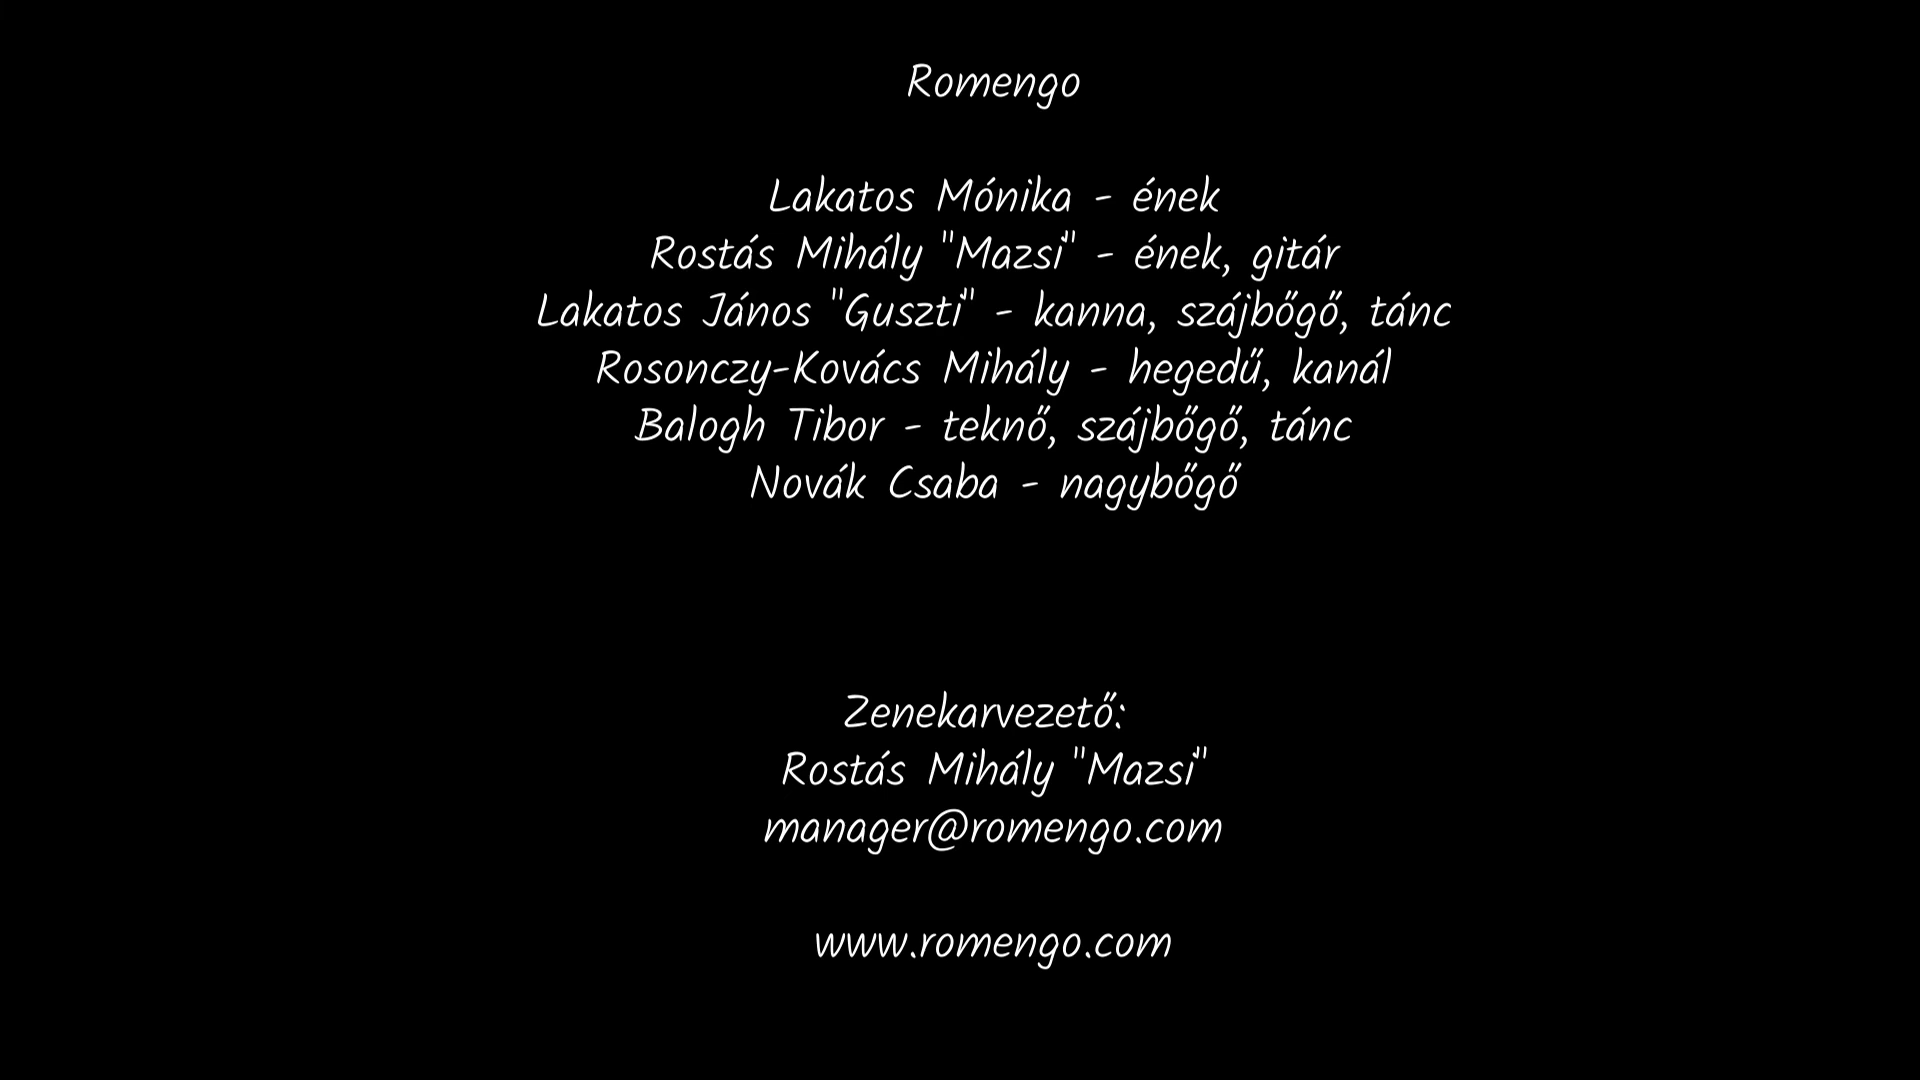 Romengo
Lakatos Mónika - ének
Rostás Mihály "Mazsi" - ének, gitár
Lakatos János "Guszti" - kanna, szájbőgő, tánc
Rosonczy-Kovács Mihály - hegedű, kanál
Balogh Tibor - teknő, szájbőgő, tánc
Novák Csaba - nagybőgő
Zenekarvezető:
Rostás Mihály "Mazsi"
manager@romengo.com
www.romengo.com